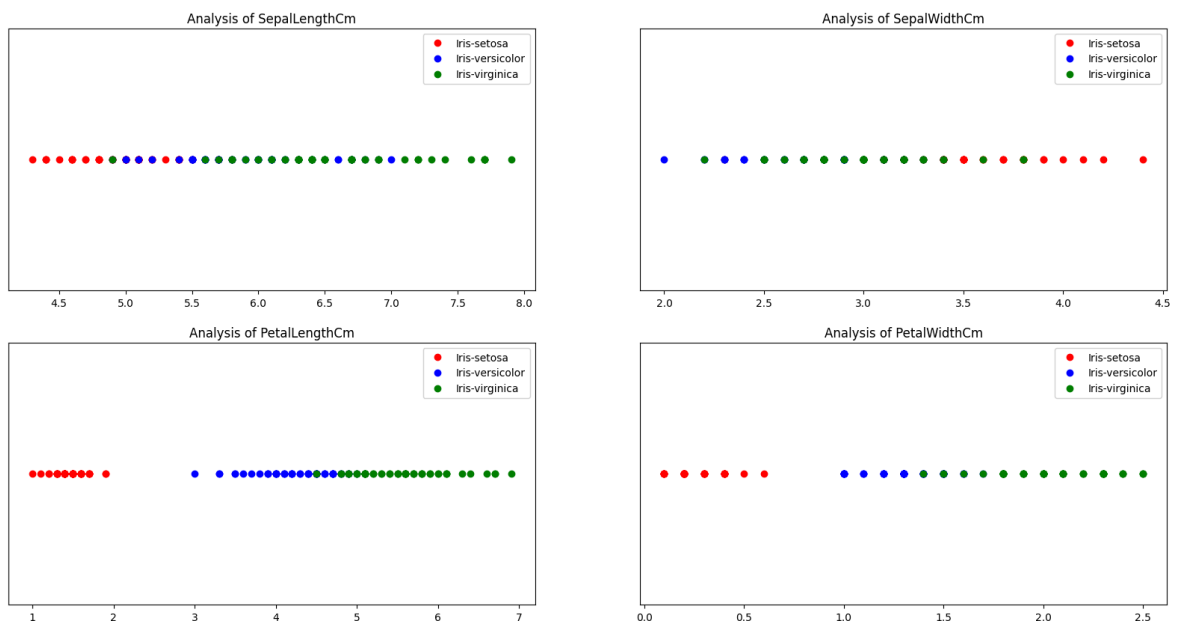 Analysis of SepalLengthCm
Iris-setosa
Iris-versicolor
Iris-virginica
4.5 5.0 5.5 6.0 6.5 7.0 7.5 8.0
Analysis of SepalWidthCm
Iris-setosa
Iris-versicolor
Iris-virginica
2.0 2.5 3.0 3.5 4.0 4.5
Analysis of PetalLengthCm
Iris-setosa
Iris-versicolor
Iris-virginica
1 2 3 4 5 6 7
Analysis of PetalWidthCm
Iris-setosa
Iris-versicolor
Iris-virginica
0.0 0.5 1.0 1.5 2.0 2.5